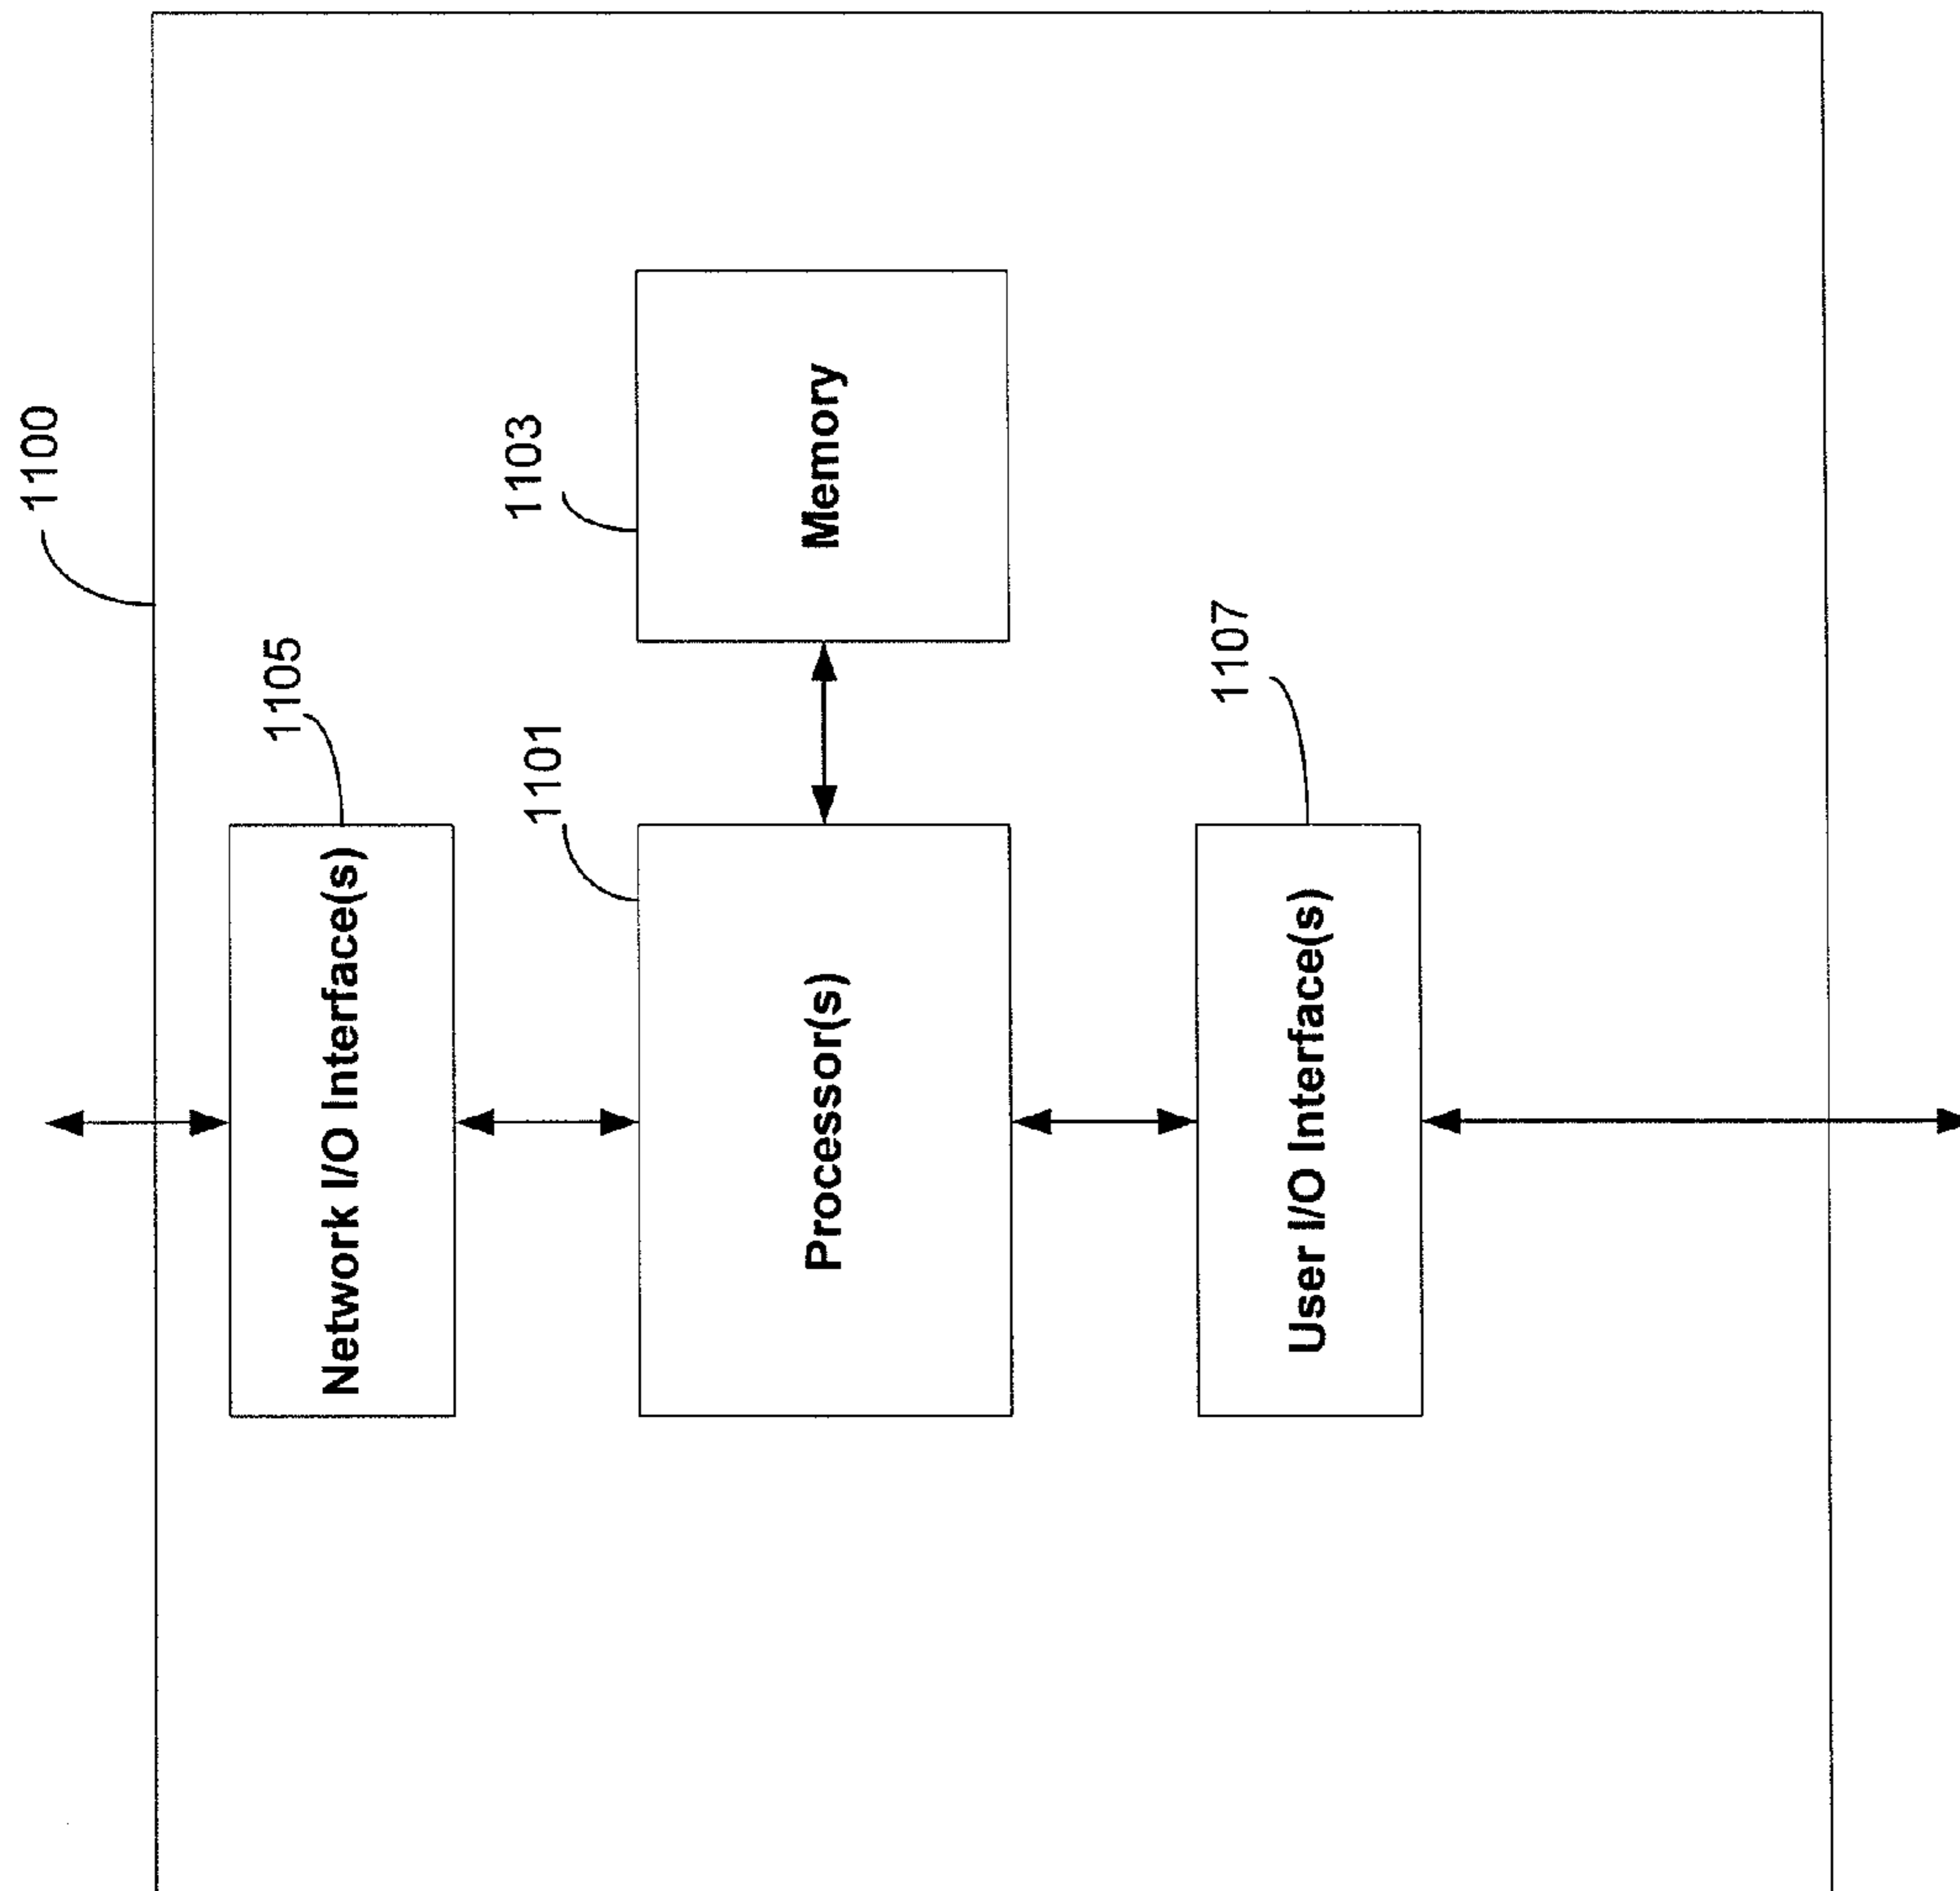 1100
1105
Network I/O Interface(s)
1101
Processor(s)
1103
Memory
1107
User I/O Interface(s)